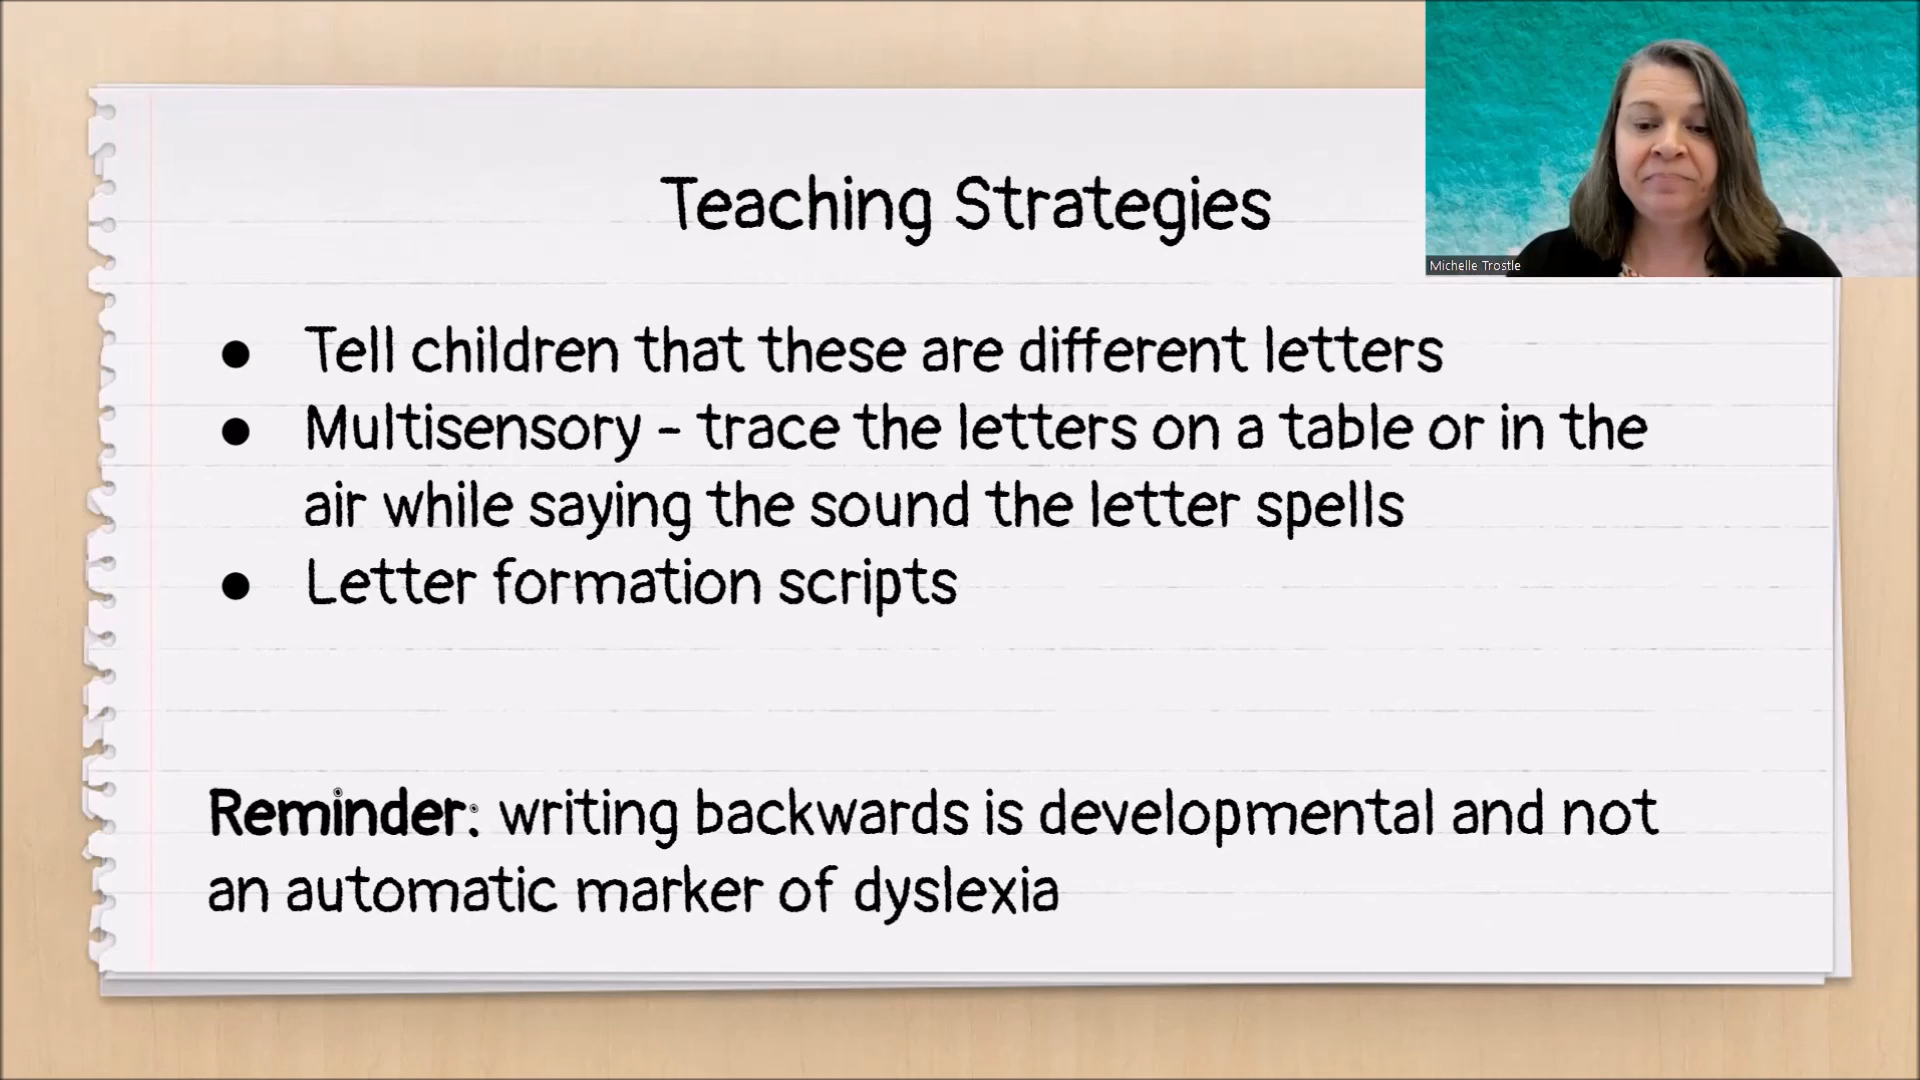 Teaching Strategies
Michelle Trostle
● Tell children that these are different letters
● Multisensory - trace the letters on a table or in the
air while saying the sound the letter spells
● Letter formation scripts
Reminder: writing backwards is developmental and not
an automatic marker of dyslexia